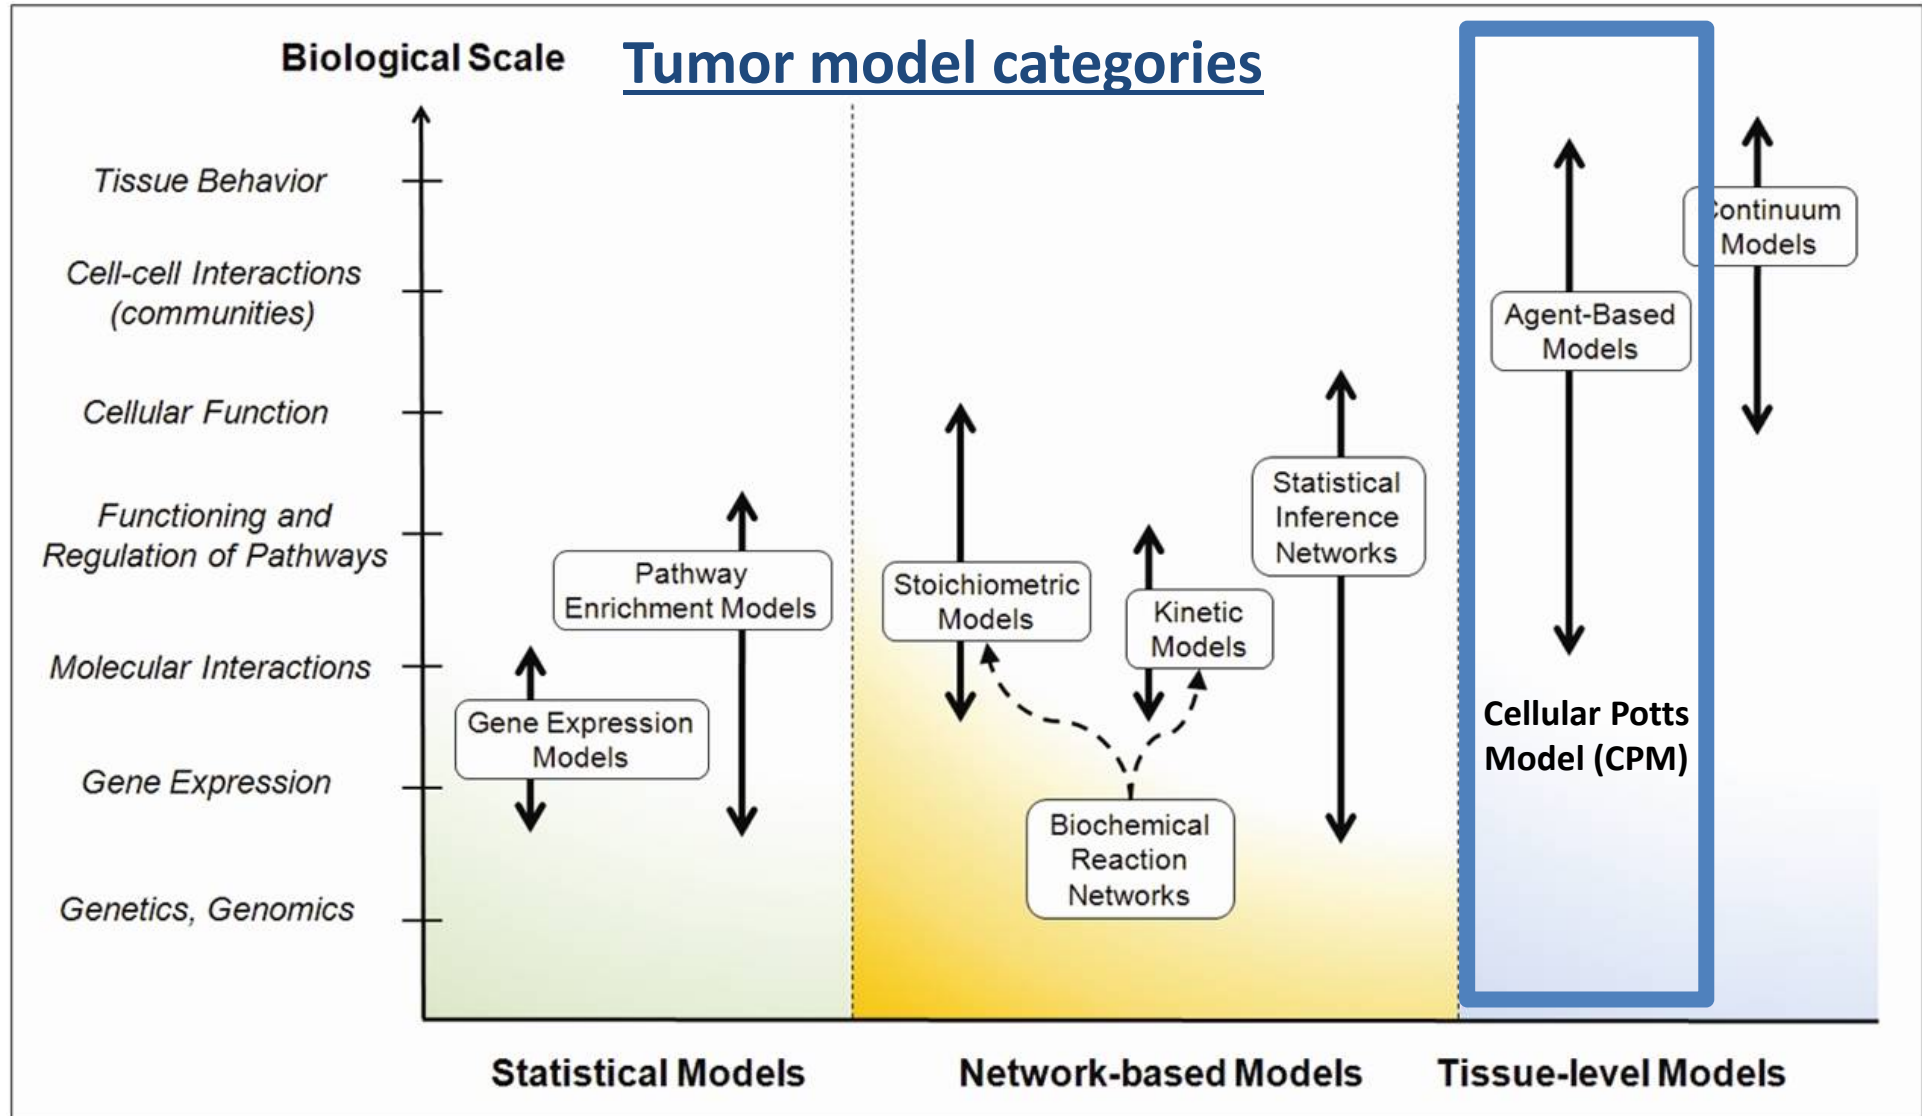 Biological Scale
Tumor model categories
Tissue Behavior
Cell-cell Interactions
(communities)
Cellular Function
Functioning and
Regulation of Pathways
Molecular Interactions
Gene Expression
Genetics, Genomics
Gene Expression
Models
Pathway
Enrichment Models
Stoichiometric
Models
Kinetic
Models
Biochemical
Reaction
Networks
Statistical
Inference
Networks
Agent-Based
Models
Cellular Potts
Model (CPM)
Continuum
Models
Statistical Models
Network-based Models
Tissue-level Models